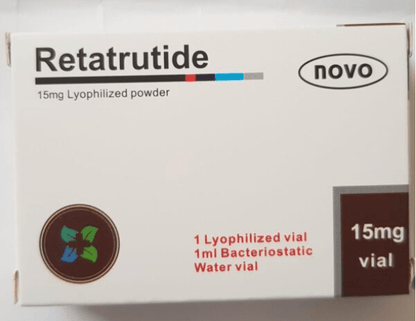 Retatrutide
novo
15mg Lyophilized powder
1 Lyophilized vial
1ml Bacteriostatic
Water vial
15mg
vial